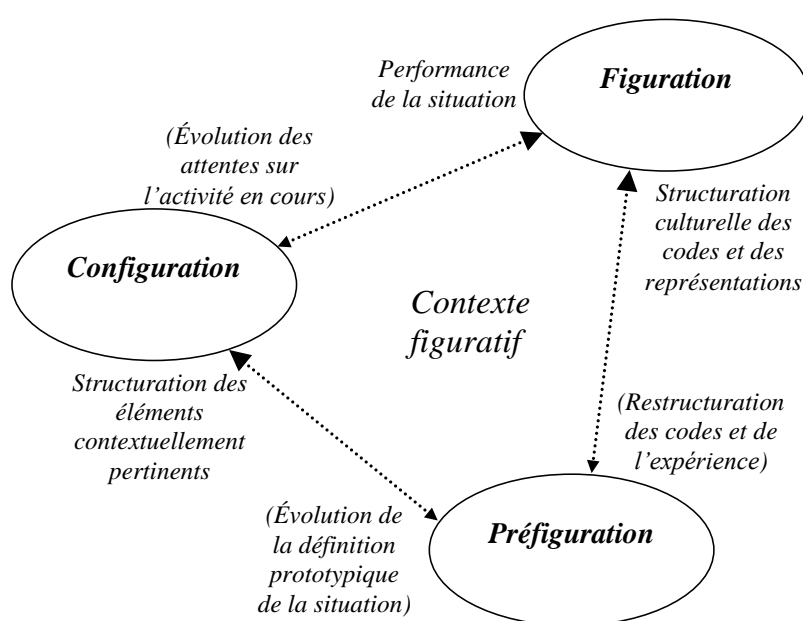 Performance
de la situation
Figuration
(Évolution des
attentes sur
l’activité en cours)
Structuration
culturelle des
codes et des
représentations
Configuration
Contexte
figuratif
Structuration des
éléments
contextuellement
pertinents
(Restructuration
des codes et de
l’expérience)
(Évolution de
la définition
prototypique
de la situation)
Préfiguration